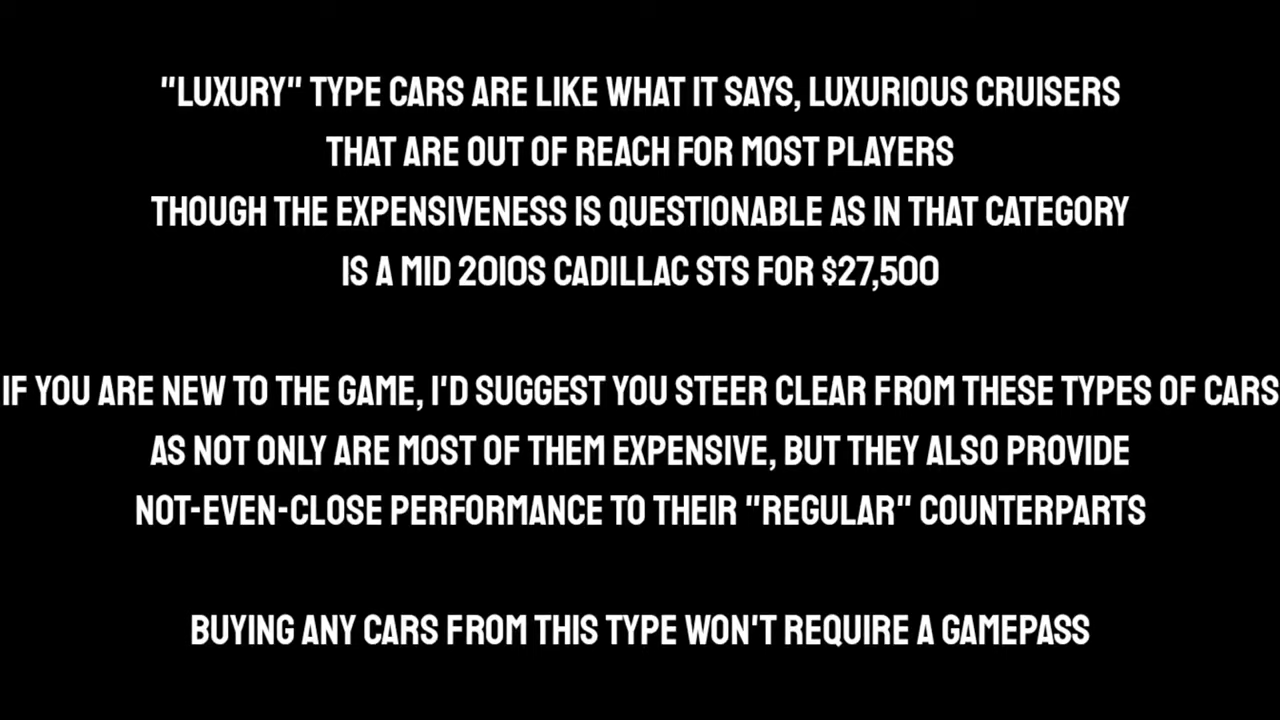 "LUXURY" TYPE CARS ARE LIKE WHAT IT SAYS, LUXURIOUS CRUISERS
THAT ARE OUT OF REACH FOR MOST PLAYERS
THOUGH THE EXPENSIVENESS IS QUESTIONABLE AS IN THAT CATEGORY
IS A MID 2010S CADILLAC STS FOR $27,500
IF YOU ARE NEW TO THE GAME, I'D SUGGEST YOU STEER CLEAR FROM THESE TYPES OF CARS
AS NOT ONLY ARE MOST OF THEM EXPENSIVE, BUT THEY ALSO PROVIDE
NOT-EVEN-CLOSE PERFORMANCE TO THEIR "REGULAR" COUNTERPARTS
BUYING ANY CARS FROM THIS TYPE WON'T REQUIRE A GAMEPASS